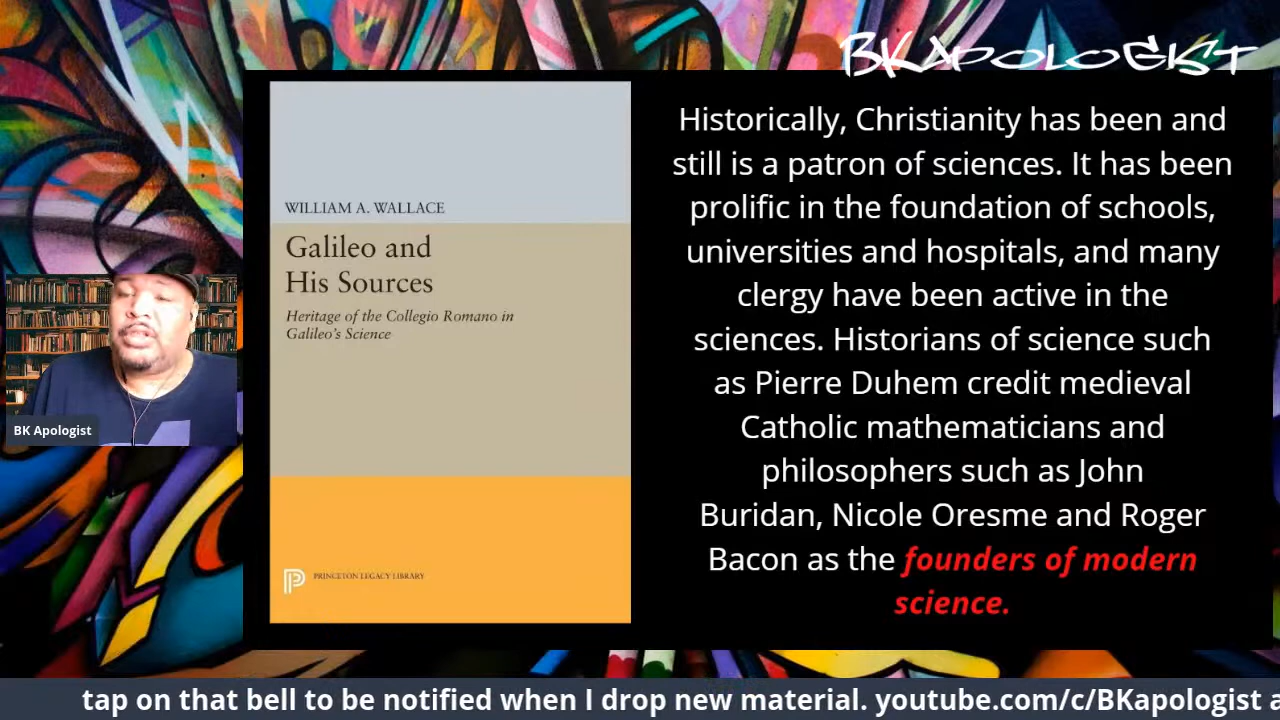 BKAPOLOGIST
WILLIAM A. WALLACE
Galileo and
His Sources
Heritage of the Collegio Romano in
Galileo's Science
PRINCETON LEGACY LIBRARY
Historically, Christianity has been and
still is a patron of sciences. It has been
prolific in the foundation of schools,
universities and hospitals, and many
clergy have been active in the
sciences. Historians of science such
as Pierre Duhem credit medieval
Catholic mathematicians and
philosophers such as John
Buridan, Nicole Oresme and Roger
Bacon as the founders of modern
science.
BK Apologist
tap on that bell to be notified when I drop new material. youtube.com/c/BKapologist a